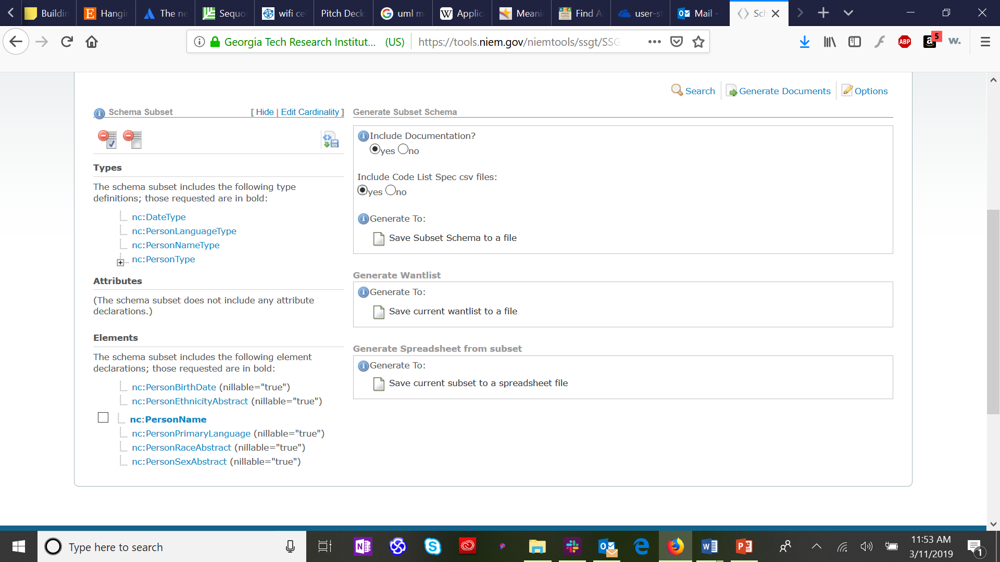 Buildin
Hangin
The ne
Sequoi
wifi cel
Pitch Deck
uml m
W Applic
Meanin
ACA Find A
user-st
Mail -
Sch
Georgia Tech Research Institut... (US)
https://tools.niem.gov/niemtools/ssgt/SSG
ABP
5
w.
Search
Generate Documents
Options
Schema Subset [ Hide | Edit Cardinality ]
Types
The schema subset includes the following type
definitions; those requested are in bold:
nc:DateType
nc:PersonLanguageType
nc:PersonNameType
nc:PersonType
Attributes
(The schema subset does not include any attribute
declarations.)
Elements
The schema subset includes the following element
declarations; those requested are in bold:
nc:PersonBirthDate (nillable="true")
nc:PersonEthnicityAbstract (nillable="true")
nc:PersonName
nc:PersonPrimaryLanguage (nillable="true")
nc:PersonRaceAbstract (nillable="true")
nc:PersonSexAbstract (nillable="true")
Generate Subset Schema
Include Documentation?
yes no
Include Code List Spec csv files:
yes no
Generate To:
Save Subset Schema to a file
Generate Wantlist
Generate To:
Save current wantlist to a file
Generate Spreadsheet from subset
Generate To:
Save current subset to a spreadsheet file
Type here to search
11:53 AM
3/11/2019
1